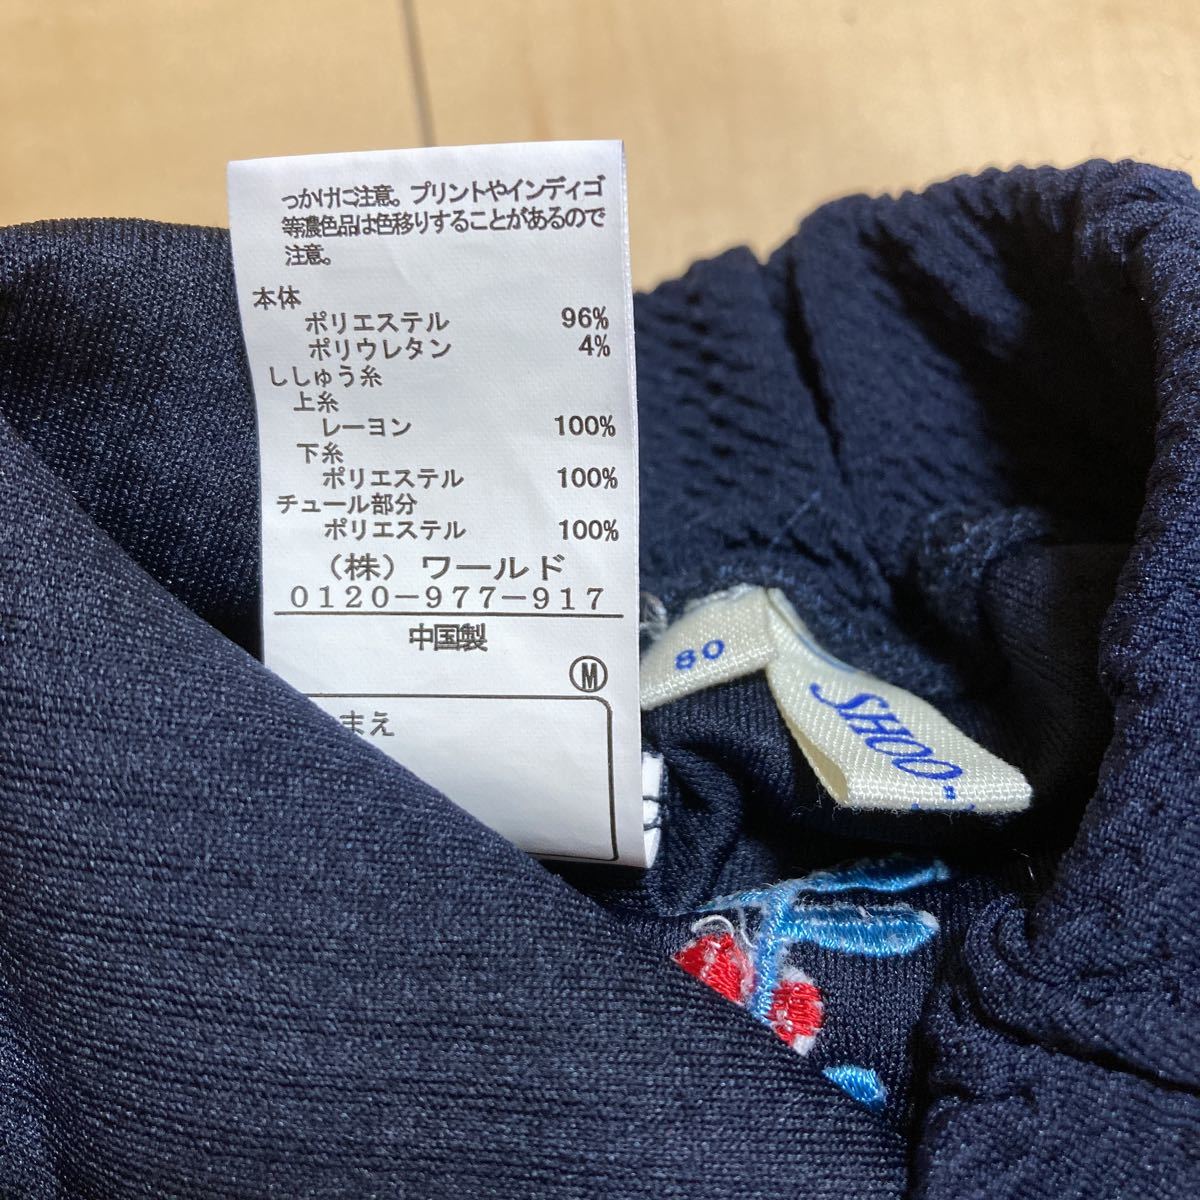 っかけに注意。プリントやインディゴ
等濃色品は色移りすることがあるので
注意。
本体
ポリエステル 96%
ポリウレタン 4%
ししゅう糸
上糸
レーヨン 100%
下糸
ポリエステル 100%
チュール部分
ポリエステル 100%
（株）ワールド
0120-977-917
中国製
M
まえ
80
SHOO